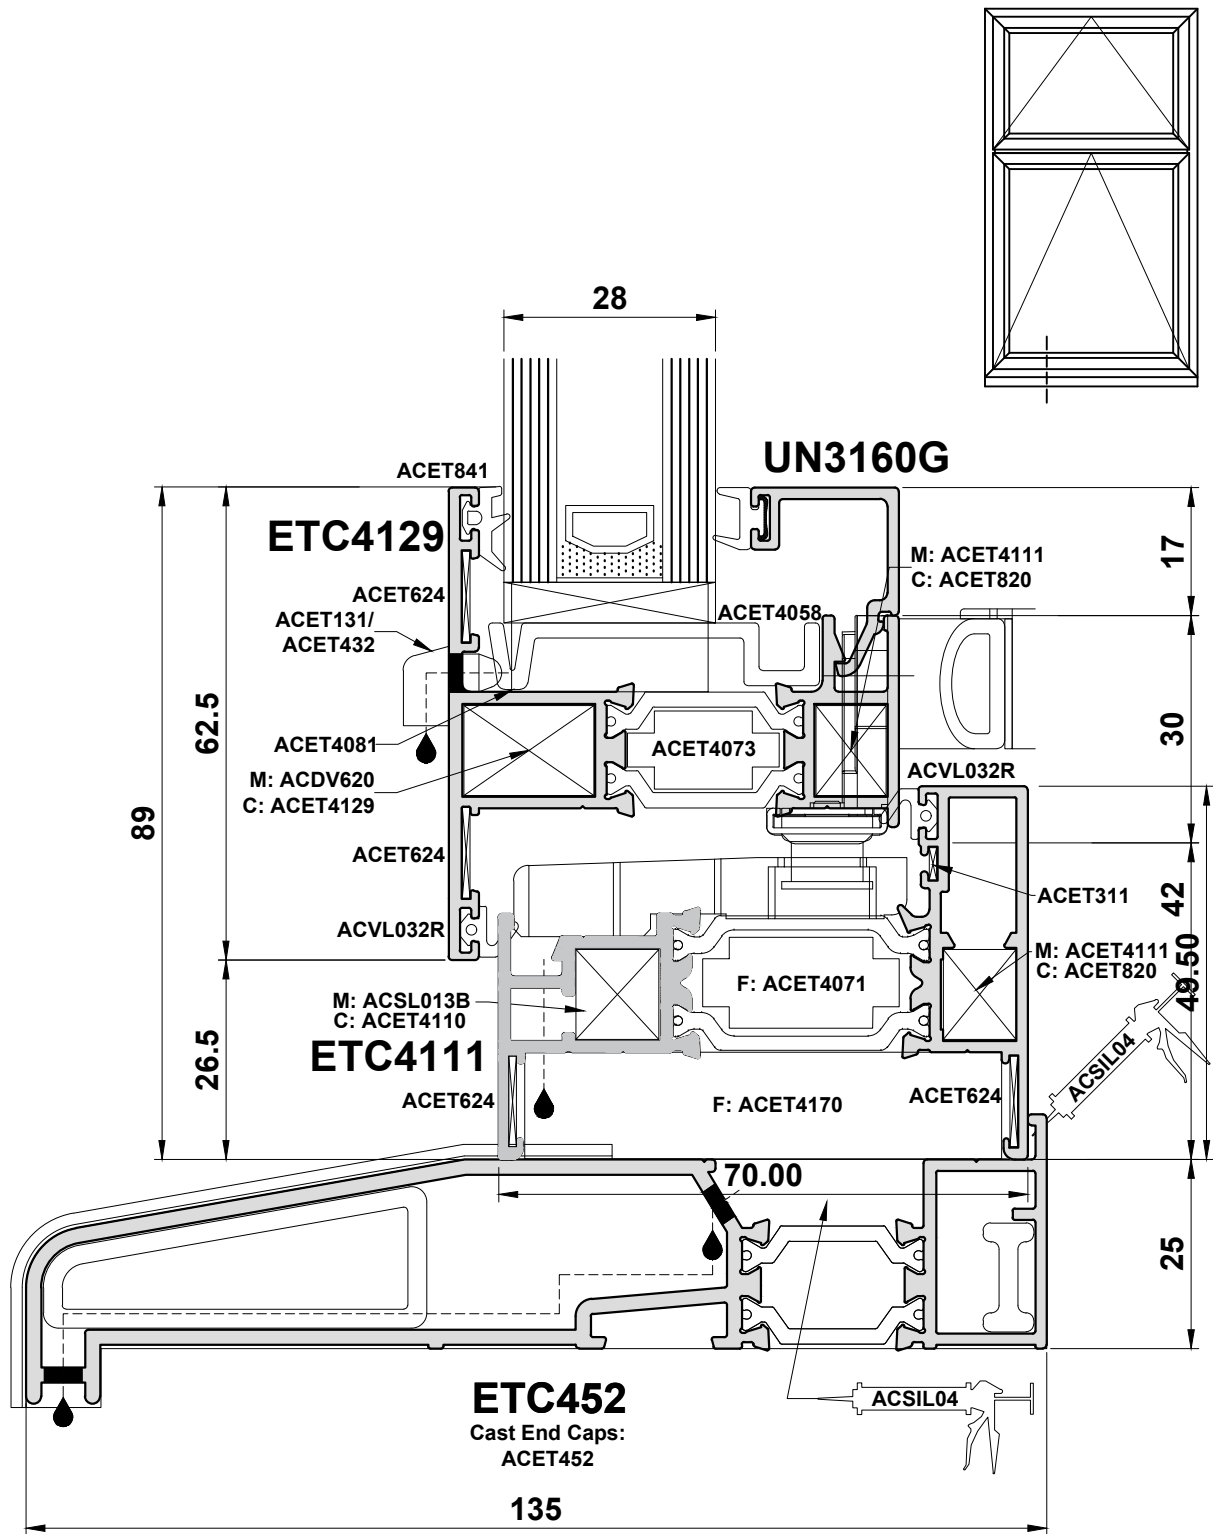 28
UN3160G
ACET841
ETC4129
M: ACET4111
C: ACET820
17
ACET624
ACET4058
ACET131/
ACET432
62.5
30
ACET4081
ACET4073
M: ACDV620
C: ACET4129
ACVL032R
89
ACET624
ACET311
42
ACVL032R
M: ACET4111
C: ACET820
49.50
F: ACET4071
M: ACSL013B
C: ACET4110
26.5
ETC4111
ACSIL04
ACET624
F: ACET4170
ACET624
70.00
25
ETC452
ACSIL04
Cast End Caps:
ACET452
135